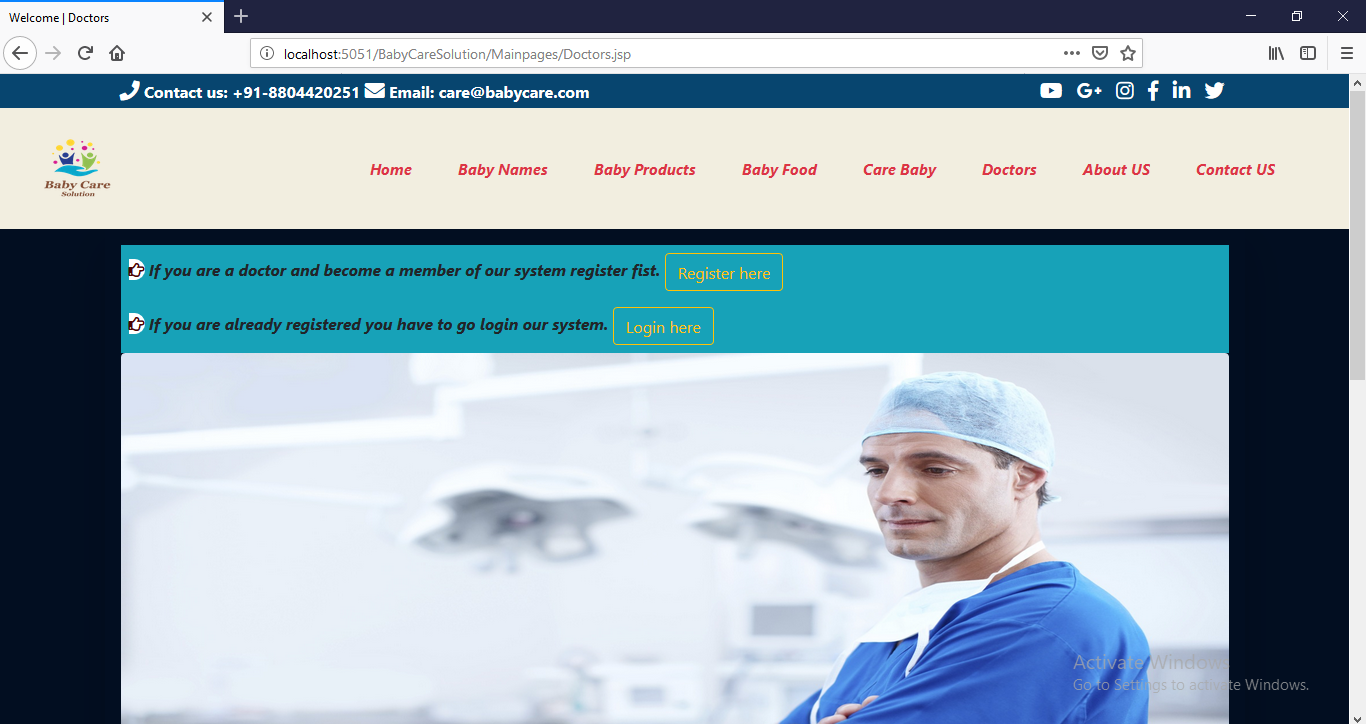 Welcome | Doctors
localhost:5051/BabyCareSolution/Mainpages/Doctors.jsp
Contact us: +91-8804420251 Email: care@babycare.com
Baby Care
Solution
Home Baby Names Baby Products Baby Food Care Baby Doctors About US Contact US
If you are a doctor and become a member of our system register fist. Register here
If you are already registered you have to go login our system. Login here
Activate Windows
Go to Settings to activate Windows.